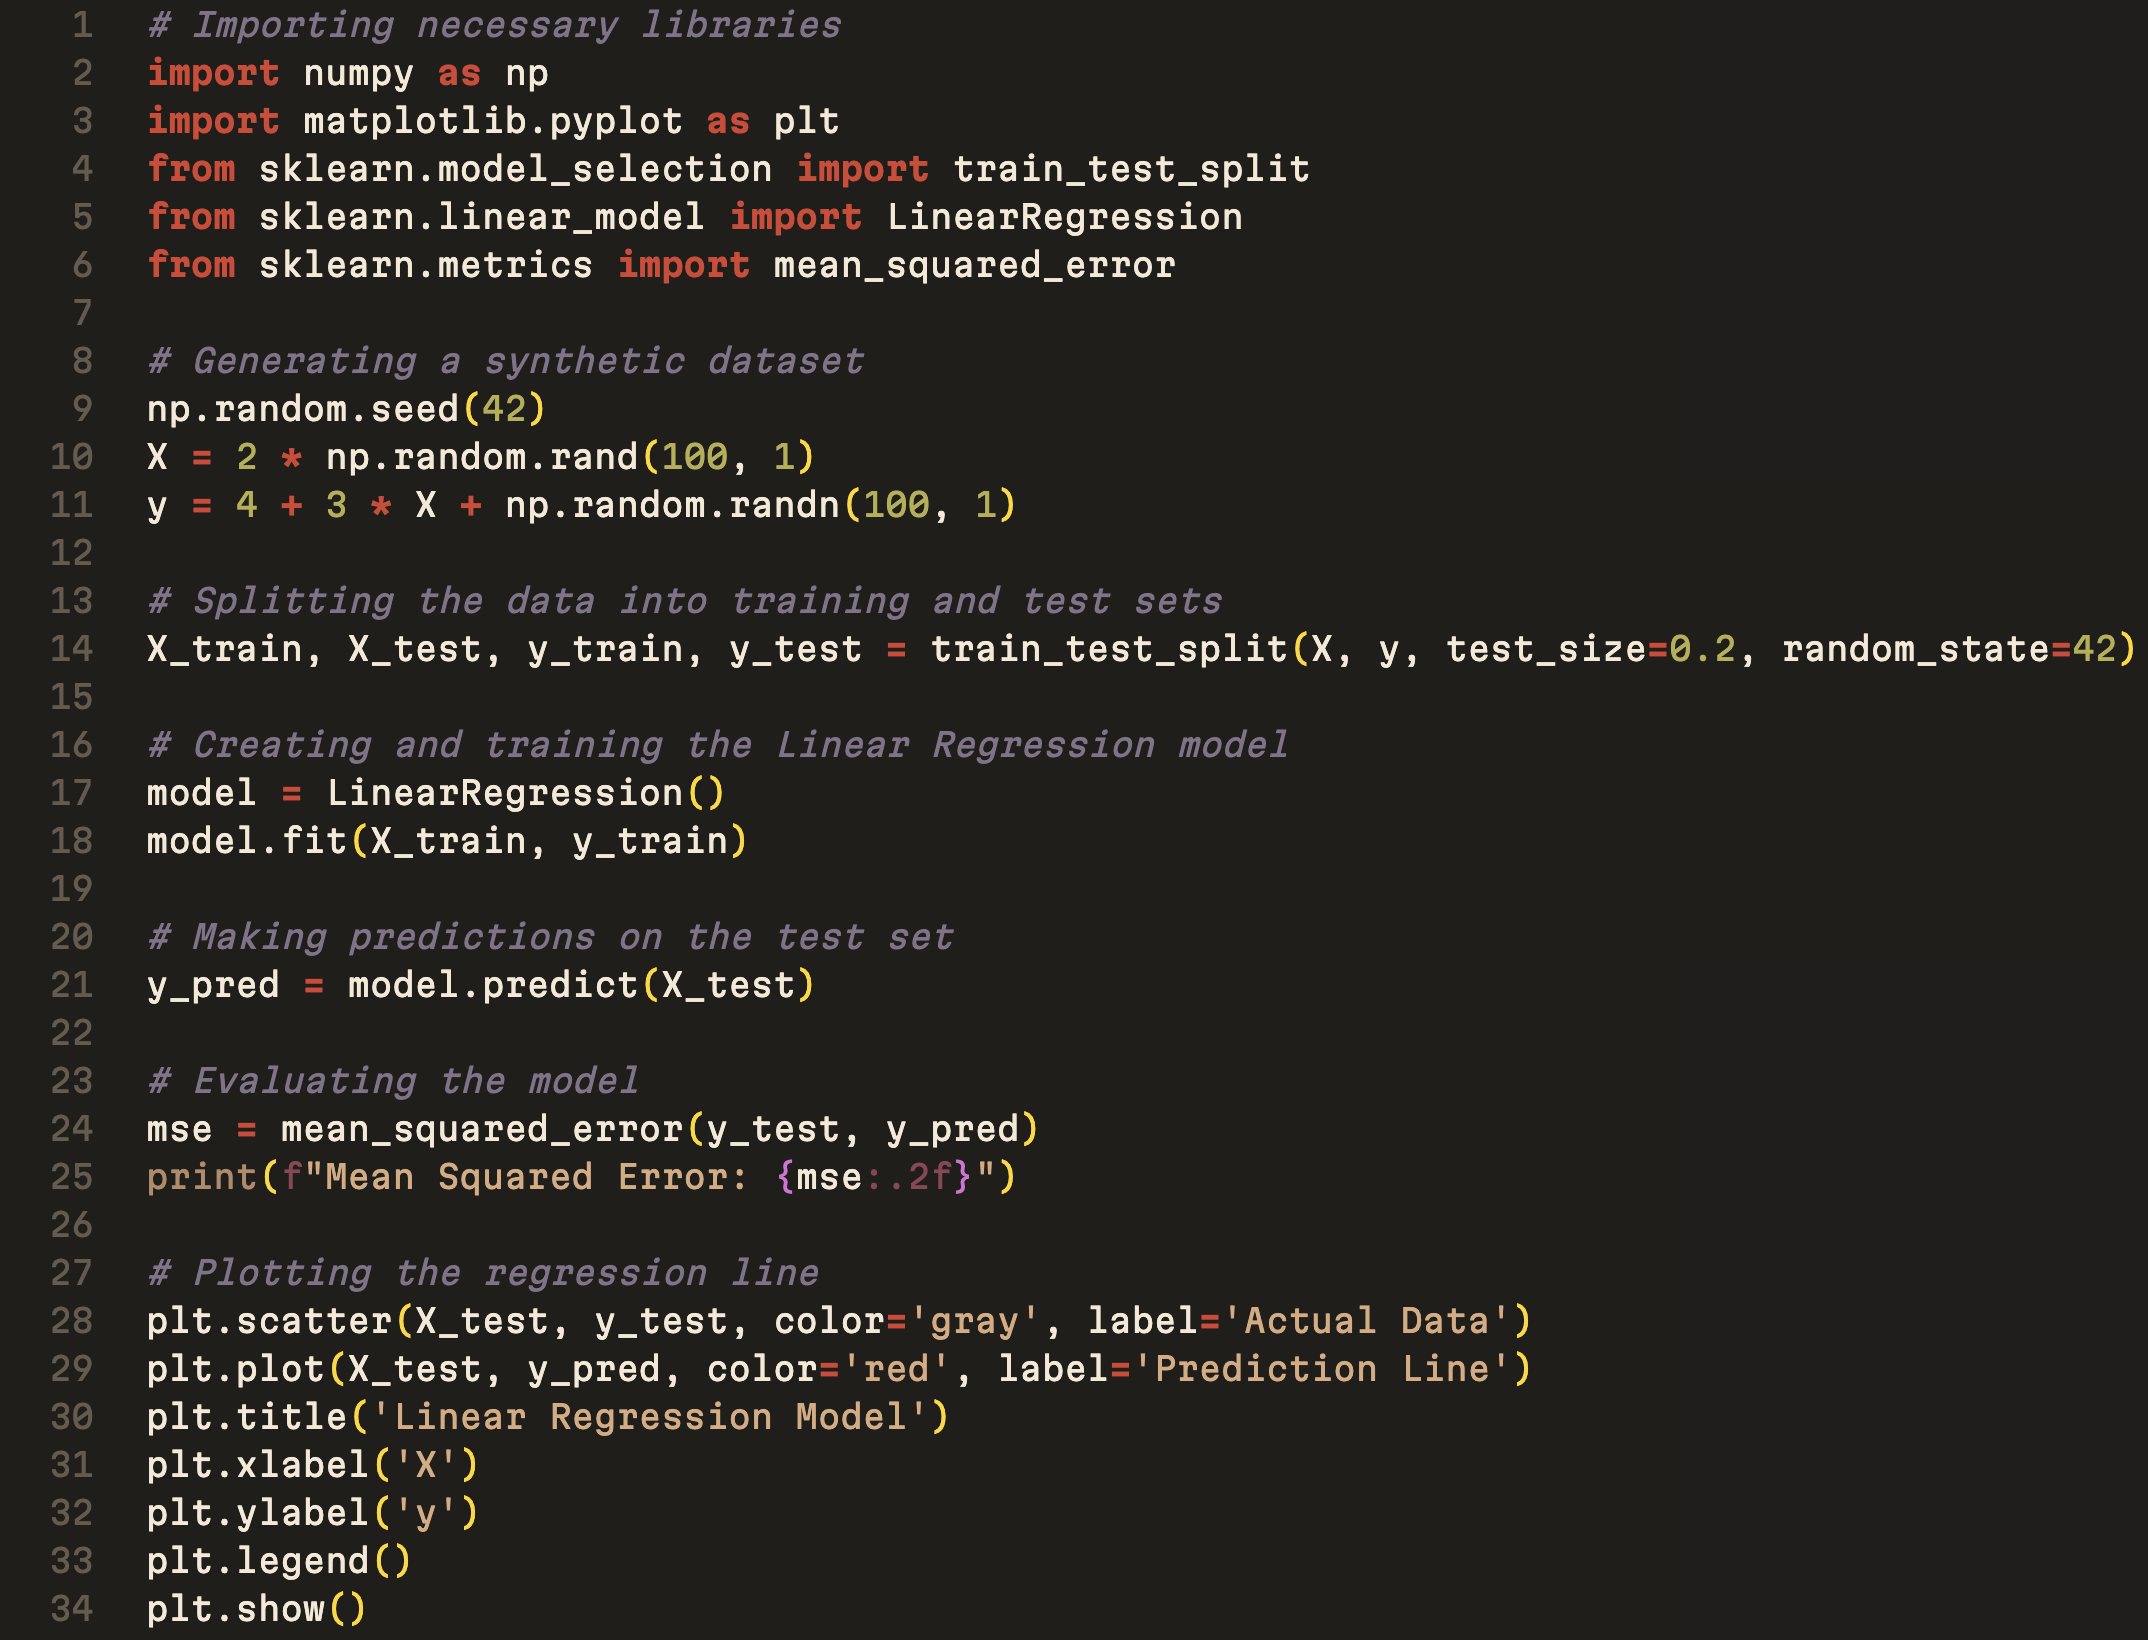 1 # Importing necessary libraries
2 import numpy as np
3 import matplotlib.pyplot as plt
4 from sklearn.model_selection import train_test_split
5 from sklearn.linear_model import LinearRegression
6 from sklearn.metrics import mean_squared_error
7
8 # Generating a synthetic dataset
9 np.random.seed(42)
10 X = 2 * np.random.rand(100, 1)
11 y = 4 + 3 * X + np.random.randn(100, 1)
12
13 # Splitting the data into training and test sets
14 X_train, X_test, y_train, y_test = train_test_split(X, y, test_size=0.2, random_state=42)
15
16 # Creating and training the Linear Regression model
17 model = LinearRegression()
18 model.fit(X_train, y_train)
19
20 # Making predictions on the test set
21 y_pred = model.predict(X_test)
22
23 # Evaluating the model
24 mse = mean_squared_error(y_test, y_pred)
25 print(f"Mean Squared Error: {mse:.2f}")
26
27 # Plotting the regression line
28 plt.scatter(X_test, y_test, color='gray', label='Actual Data')
29 plt.plot(X_test, y_pred, color='red', label='Prediction Line')
30 plt.title('Linear Regression Model')
31 plt.xlabel('X')
32 plt.ylabel('y')
33 plt.legend()
34 plt.show()